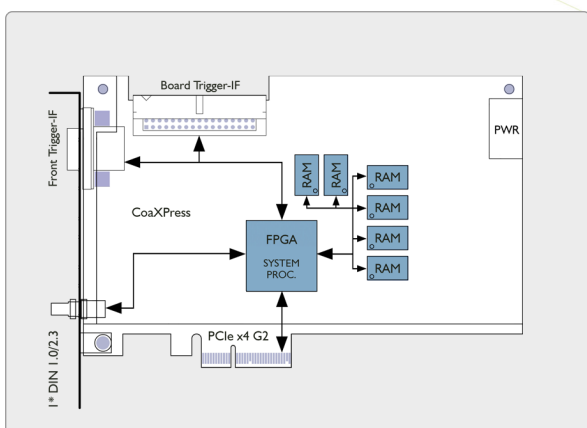 Board Trigger-IF
Front Trigger-IF
PWR
RAM
RAM
RAM
RAM
RAM
RAM
CoaXPress
FPGA
SYSTEM
PROC.
PCIe x4 G2
1* DIN 1.0/2.3